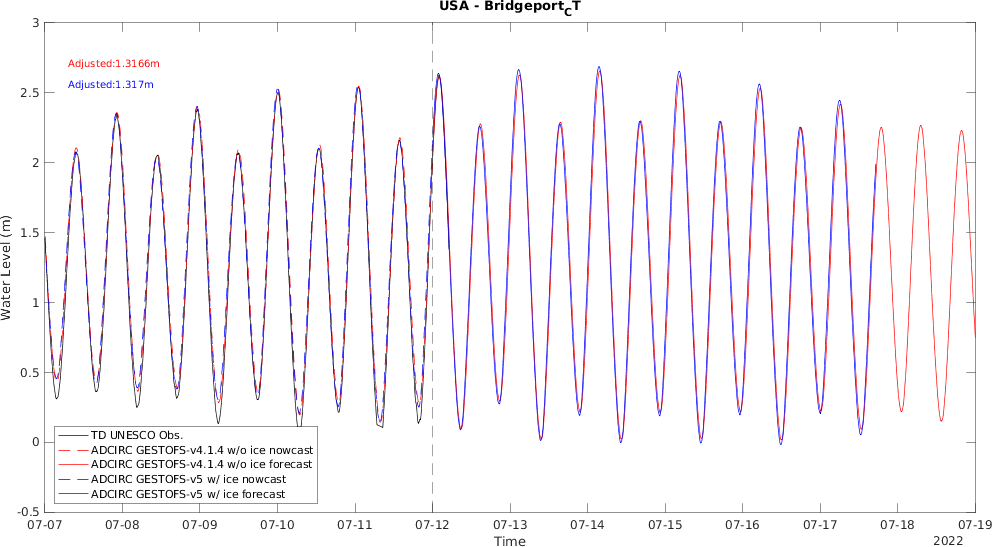 USA - Bridgeport_CT
3
2.5
2
1.5
1
0.5
0
-0.5
Water Level (m)
Adjusted:1.3166m
Adjusted:1.317m
TD UNESCO Obs.
ADCIRC GESTOFS-v4.1.4 w/o ice nowcast
ADCIRC GESTOFS-v4.1.4 w/o ice forecast
ADCIRC GESTOFS-v5 w/ ice nowcast
ADCIRC GESTOFS-v5 w/ ice forecast
07-07 07-08 07-09 07-10 07-11 07-12 07-13 07-14 07-15 07-16 07-17 07-18 07-19
Time
2022